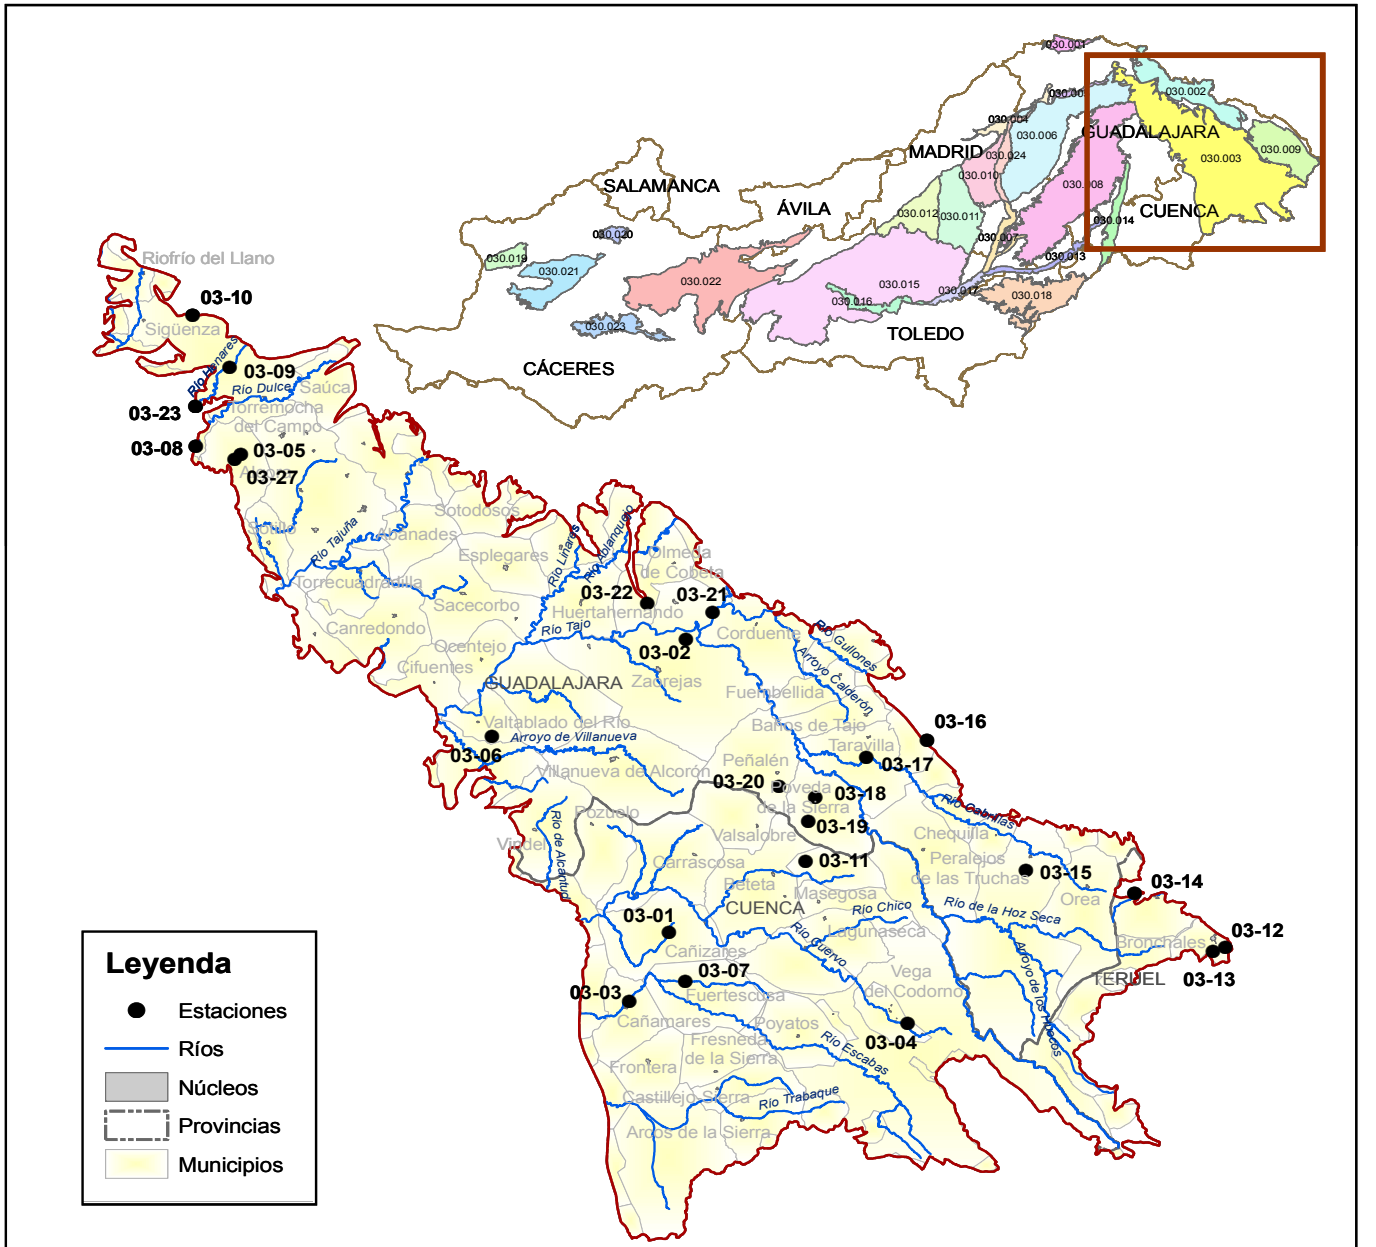 030.001
030.002
030.00
GUADALAJARA
030.004
030.006
030.009
MADRID
030.024
030.003
030.010
SALAMANCA
030.008
ÁVILA
CUENCA
030.012
030.011
030.014
030.020
030.007
030.019
030.013
030.021
030.022
030.015
030.017
030.018
030.016
030.023
TOLEDO
CÁCERES
Riofrío del Llano
03-10
Sigüenza
Río Henares
03-09
Río Dulce
Saúca
03-23
Torremocha
del Campo
03-08
03-05
03-27
Sotodosos
Sotillo
Río Tajuña
Abanades
Esplegares
Río Linares
Río Ablanquejo
Olmeda
de Cobeta
Torrecuadradilla
03-22
03-21
Sacecorbo
Huertahernando
Canredondo
Río Tajo
Corduente
Río Gullones
Ocentejo
03-02
Cifuentes
Arroyo Calderón
GUADALAJARA
Zaorejas
Fuembellida
Valtablado del Río
Baños de Tajo
03-16
Arroyo de Villanueva
Taravilla
03-06
Peñalén
03-17
Villanueva de Alcorón
03-20
Poveda
de la Sierra
03-18
Pozuelo
Río Cabrillas
Río de Alcantud
Valsalobre
03-19
Chequilla
Vindel
Carrascosa
03-11
Peralejos
de las Truchas
03-15
Beteta
Masegosa
Orea
03-14
CUENCA
Río Chico
Río de la Hoz Seca
03-01
Lagunaseca
Río Cuervo
03-12
Cañizares
Bronchales
03-07
Vega
del Codorno
Arroyo de los Huecos
TERUEL
03-13
03-03
Fuertescusa
Cañamares
Poyatos
03-04
Fresneda
de la Sierra
Río Escabas
Frontera
Castillejo-Sierra
Río Trabaque
Arcos de la Sierra
Leyenda
Estaciones
Ríos
Núcleos
Provincias
Municipios